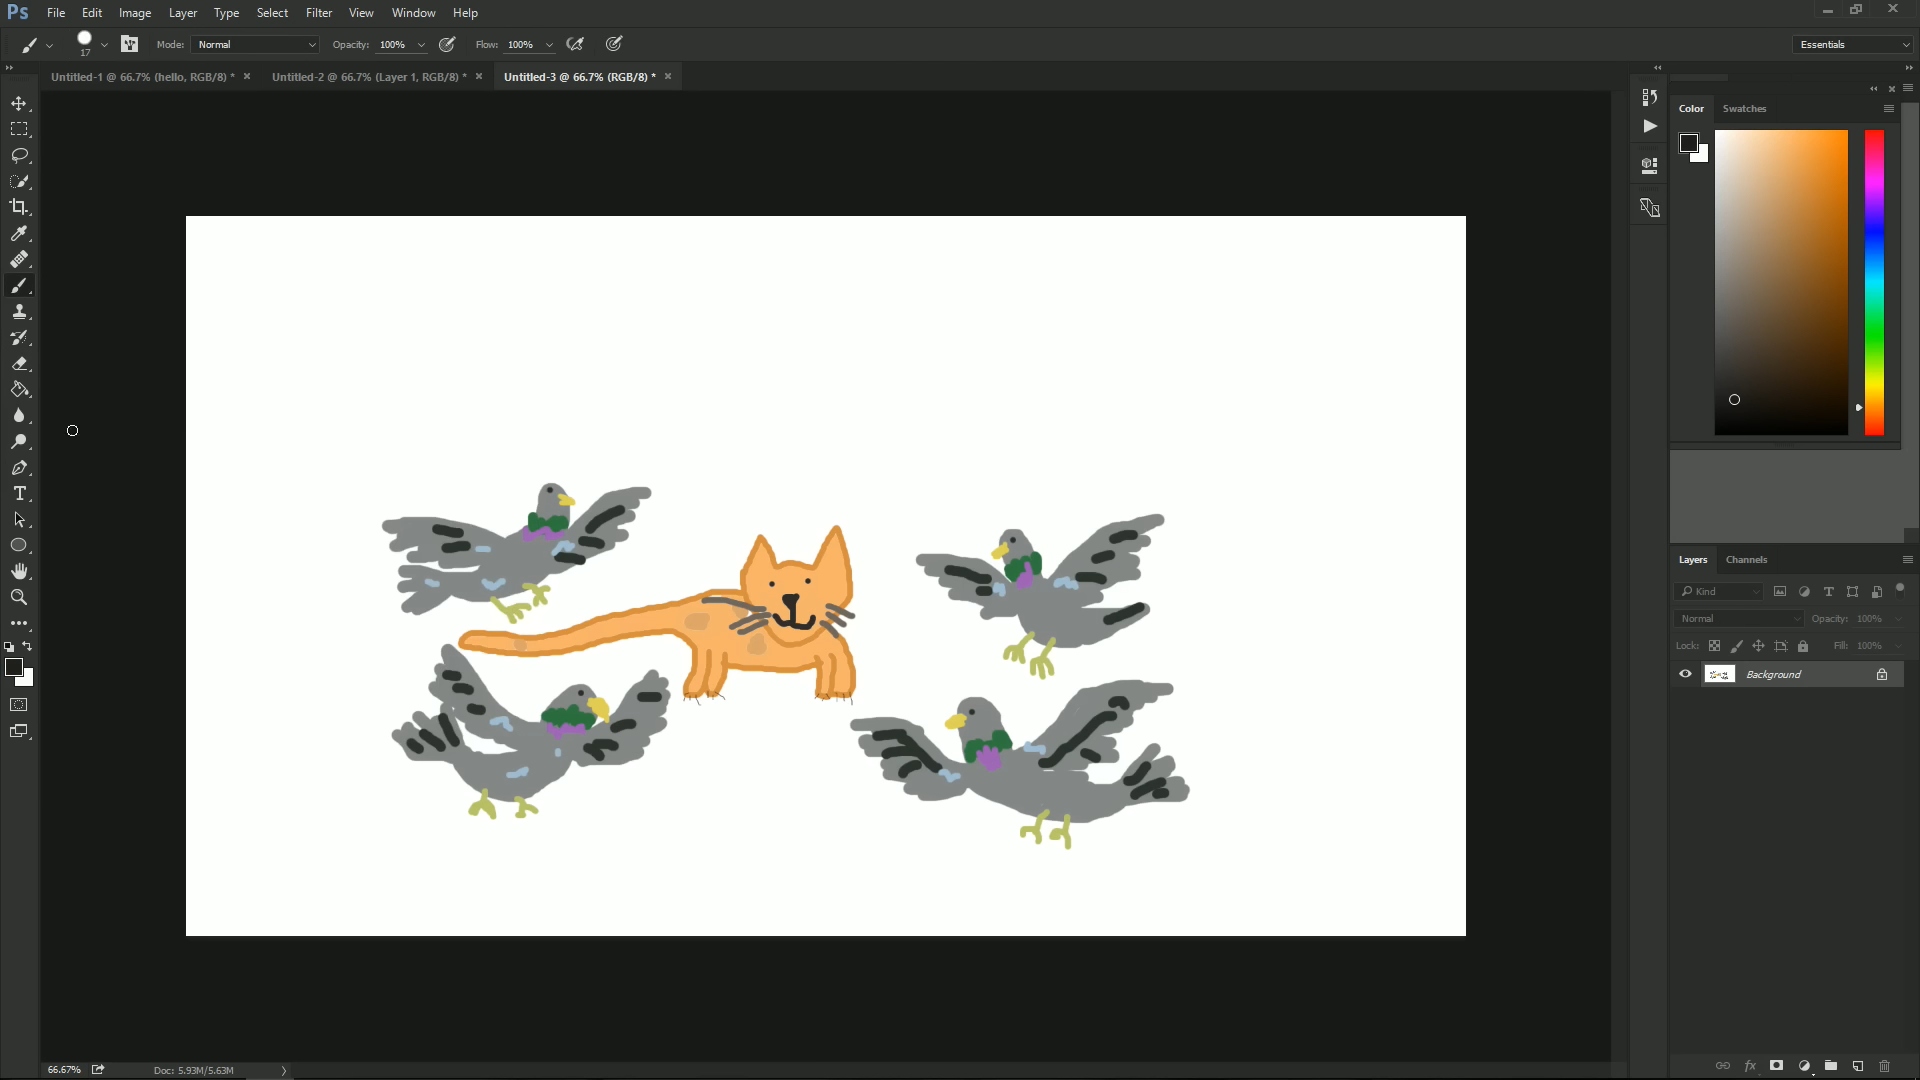 Ps File Edit Image Layer Type Select Filter View Window Help
17 Mode: Normal Opacity: 100% Flow: 100% Essentials
Untitled-1 @ 66.7% (hello, RGB/8) * Untitled-2 @ 66.7% (Layer 1, RGB/8) * Untitled-3 @ 66.7% (RGB/8) *
Color Swatches
Layers Channels
Kind
Normal Opacity: 100%
Lock: Fill: 100%
Background
fx
66.67% Doc: 5.93M/5.63M